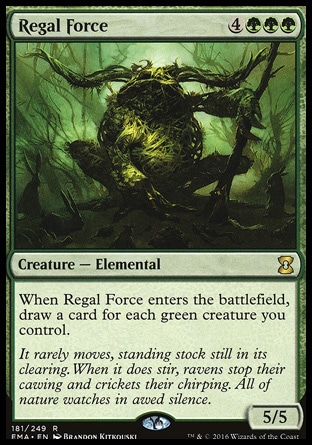 Regal Force 4
Creature — Elemental
When Regal Force enters the battlefield,
draw a card for each green creature you
control.
It rarely moves, standing stock still in its
clearing. When it does stir, ravens stop their
cawing and crickets their chirping. All of
nature watches in awed silence.
5/5
181/249 R
EMA • EN Brandon Kitkouski
™ & © 2016 Wizards of the Coast